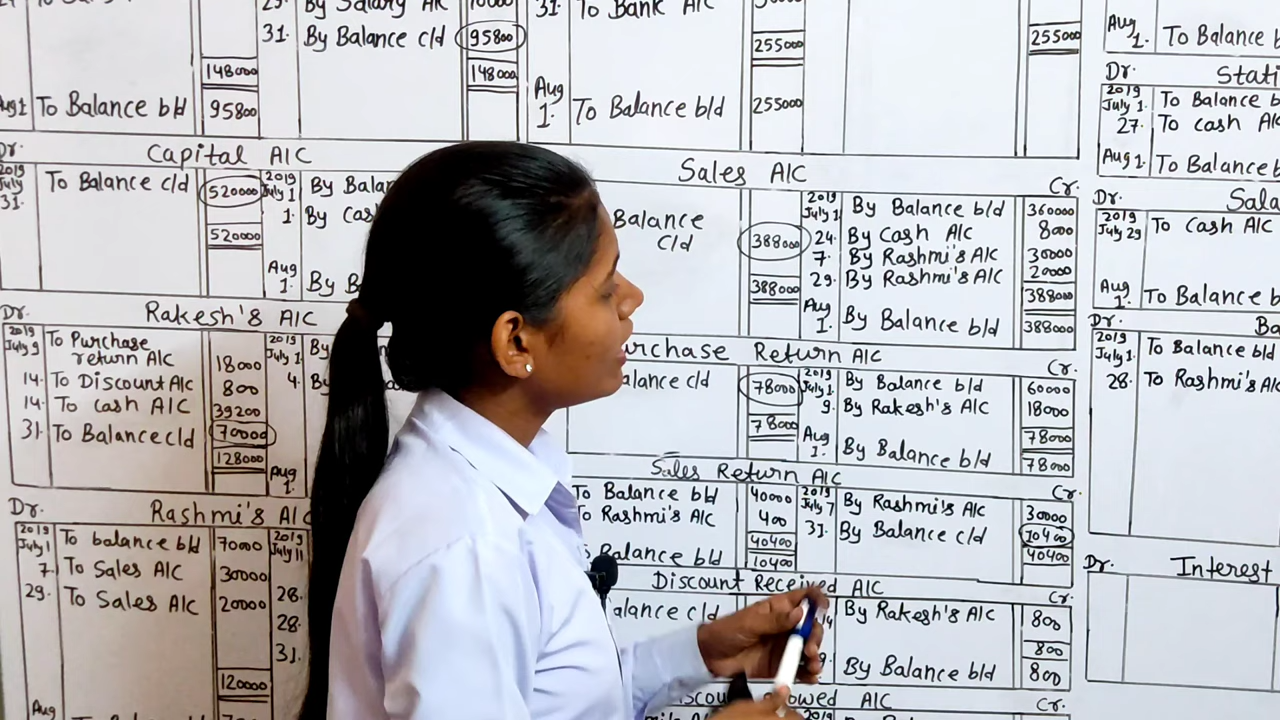 29. By Salary A/C 10000
31. By Balance c/d 95800
148000 148000
Aug 1 To Balance b/d 95800
31. To Bank A/C
255000 255000
Aug 1. To Balance b/d 255000
Aug 1. To Balance
Dr.
2019 July 1. To Balance
27. To Cash
Aug 1. To Balance
Dr. Capital A/C
2019 July 31. To Balance c/d 520000 2019 July 1 By
1. By
520000
Aug 1. By
Sales A/C Cr.
Balance c/d 388000 2019 July 1 By Balance b/d 360000
24. By Cash A/C 8000
7. By Rashmi's A/C 30000
29. By Rashmi's A/C 20000
388000 388000
Aug 1. By Balance b/d 388000
Dr.
2019 July 29 To Cash A/C
Aug 1. To Balance
Dr. Rakesh's A/C
2019 July 9 To Purchase return A/C 18000 2019 July 1 By
14. To Discount A/C 800 4. By
14. To Cash A/C 39200
31. To Balance c/d 70000
128000
Aug 1.
Purchase Return A/C Cr.
Balance c/d 78000 2019 July 1. By Balance b/d 60000
9. By Rakesh's A/C 18000
78000 78000
Aug 1. By Balance b/d 78000
Dr.
2019 July 1. To Balance b/d
28. To Rashmi's A/C
Sales Return A/C Cr.
To Balance b/d 40000 2019 July 7 By Rashmi's A/C 30000
To Rashmi's A/C 400 31. By Balance c/d 10400
40400 40400
Balance b/d 10400
Dr. Rashmi's A/C
2019 July 1 To balance b/d 70000 2019 July 11
7. To Sales A/C 30000 28.
29. To Sales A/C 20000 28.
31.
120000
Aug
Discount Received A/C Cr.
Balance c/d By Rakesh's A/C 800
800
By Balance b/d 800
Dr. Interest
A/C Cr.